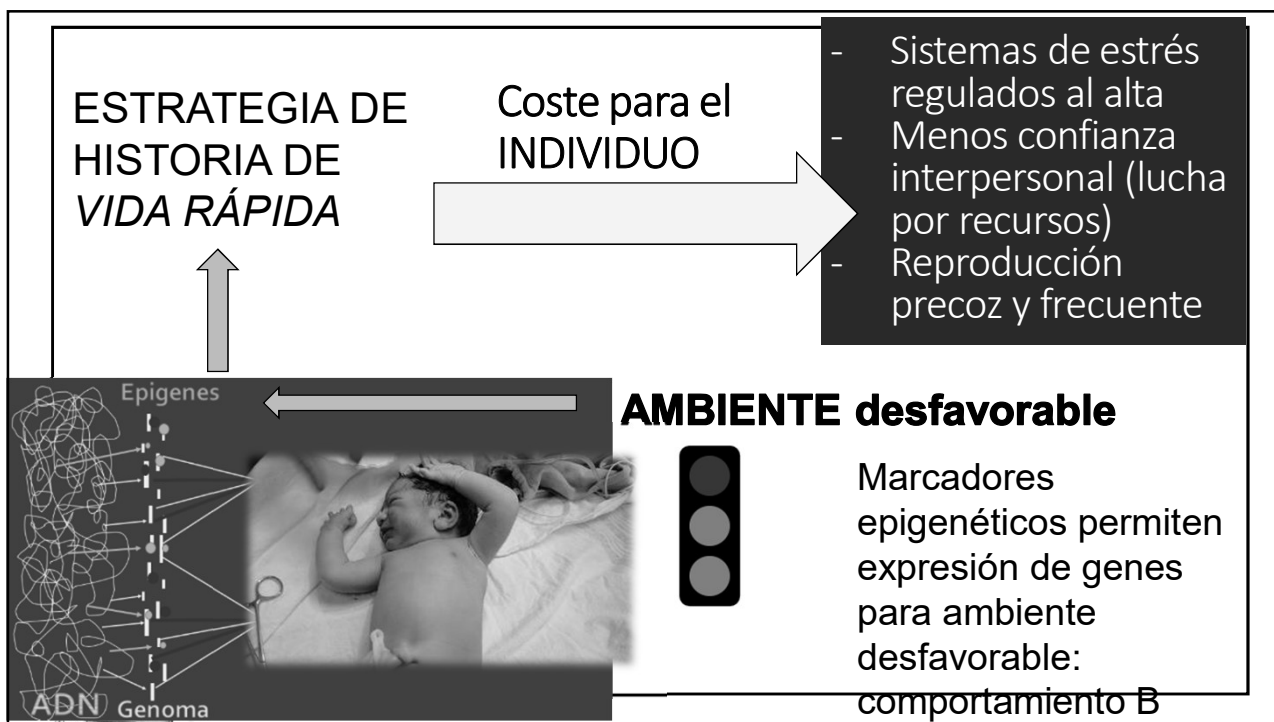 ESTRATEGIA DE
HISTORIA DE
VIDA RÁPIDA
Coste para el
INDIVIDUO
- Sistemas de estrés
regulados al alta
- Menos confianza
interpersonal (lucha
por recursos)
- Reproducción
precoz y frecuente
Epigenes
AMBIENTE desfavorable
Marcadores
epigenéticos permiten
expresión de genes
para ambiente
desfavorable:
comportamiento B
ADN Genoma